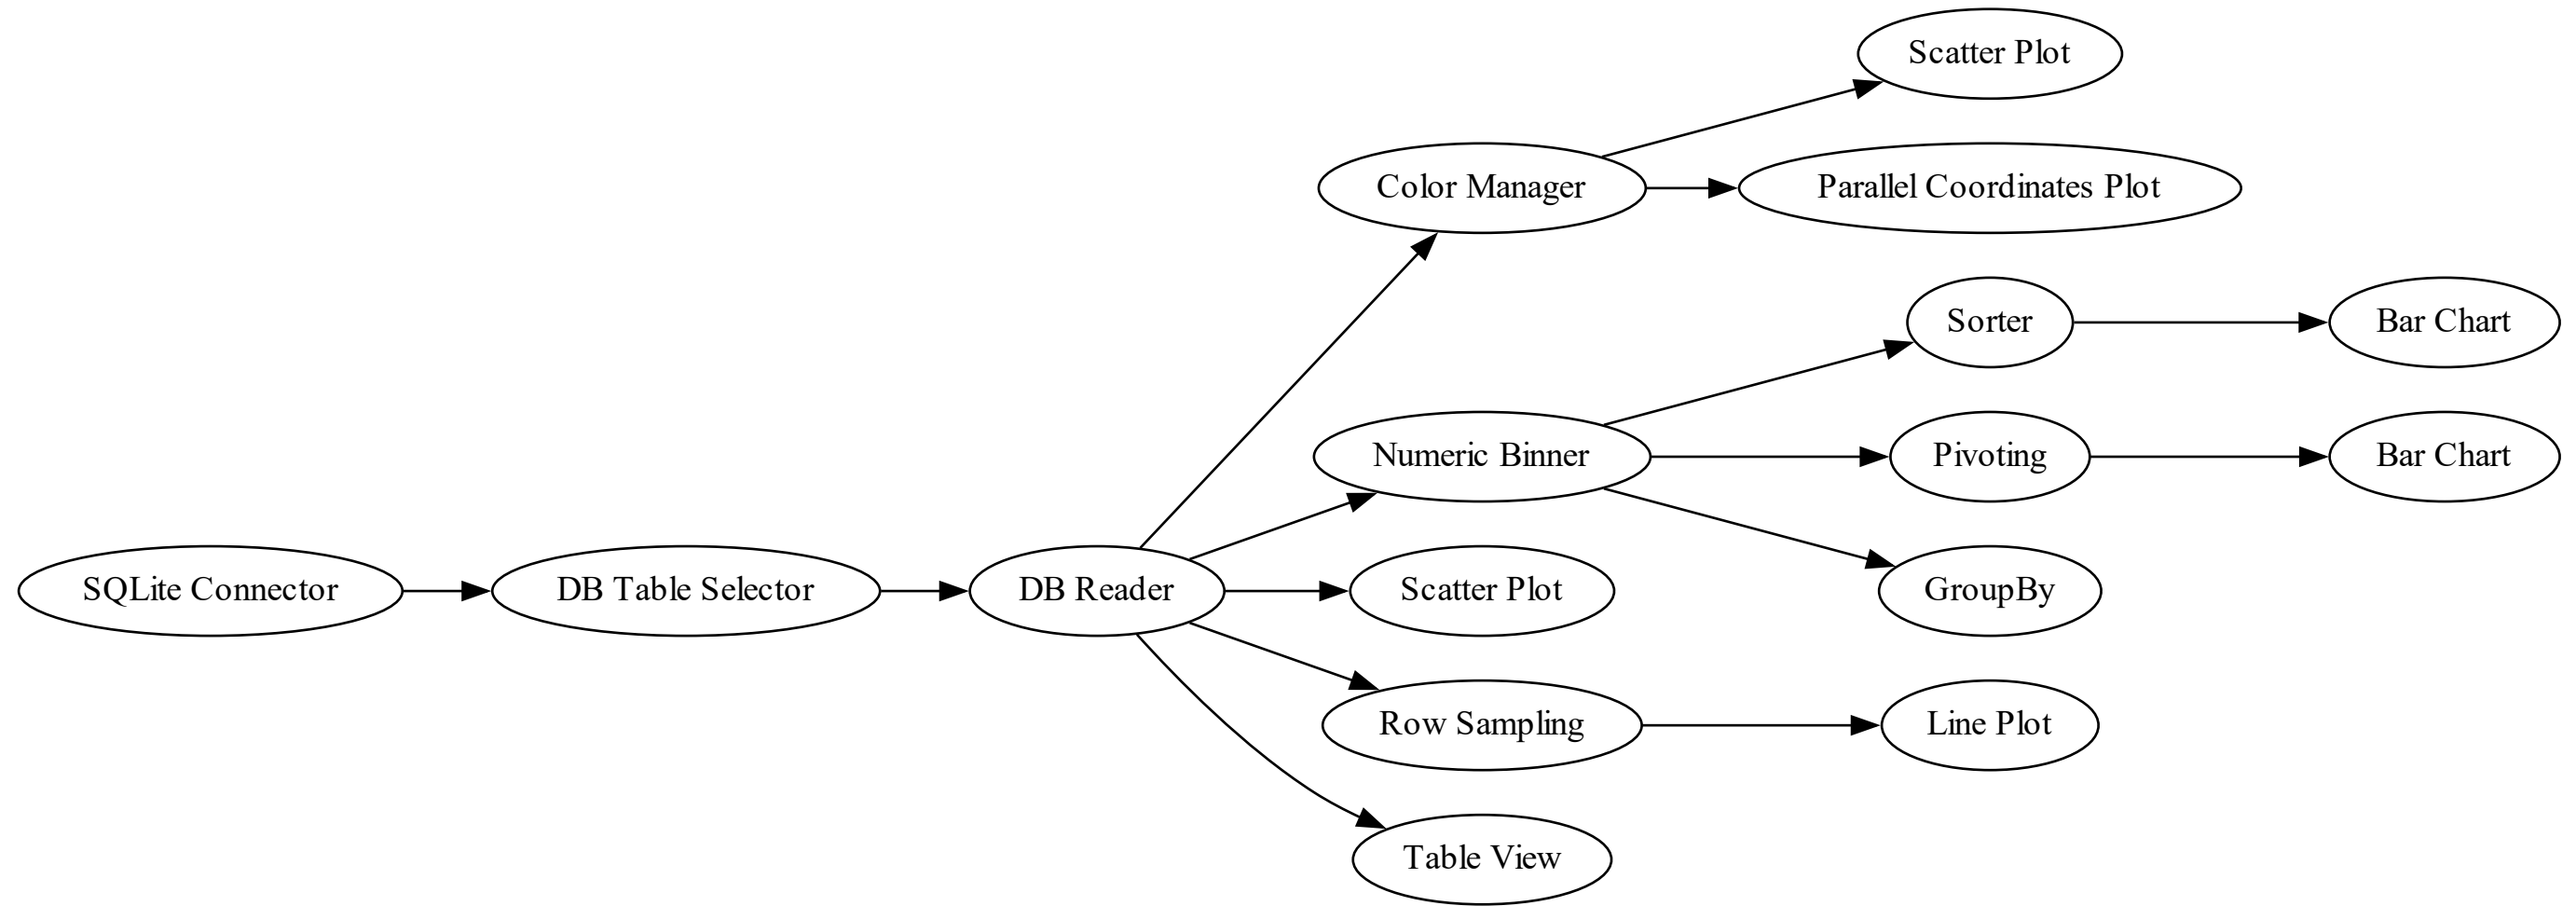 Scatter Plot
Color Manager
Parallel Coordinates Plot
Sorter
Bar Chart
Numeric Binner
Pivoting
Bar Chart
SQLite Connector
DB Table Selector
DB Reader
Scatter Plot
GroupBy
Row Sampling
Line Plot
Table View